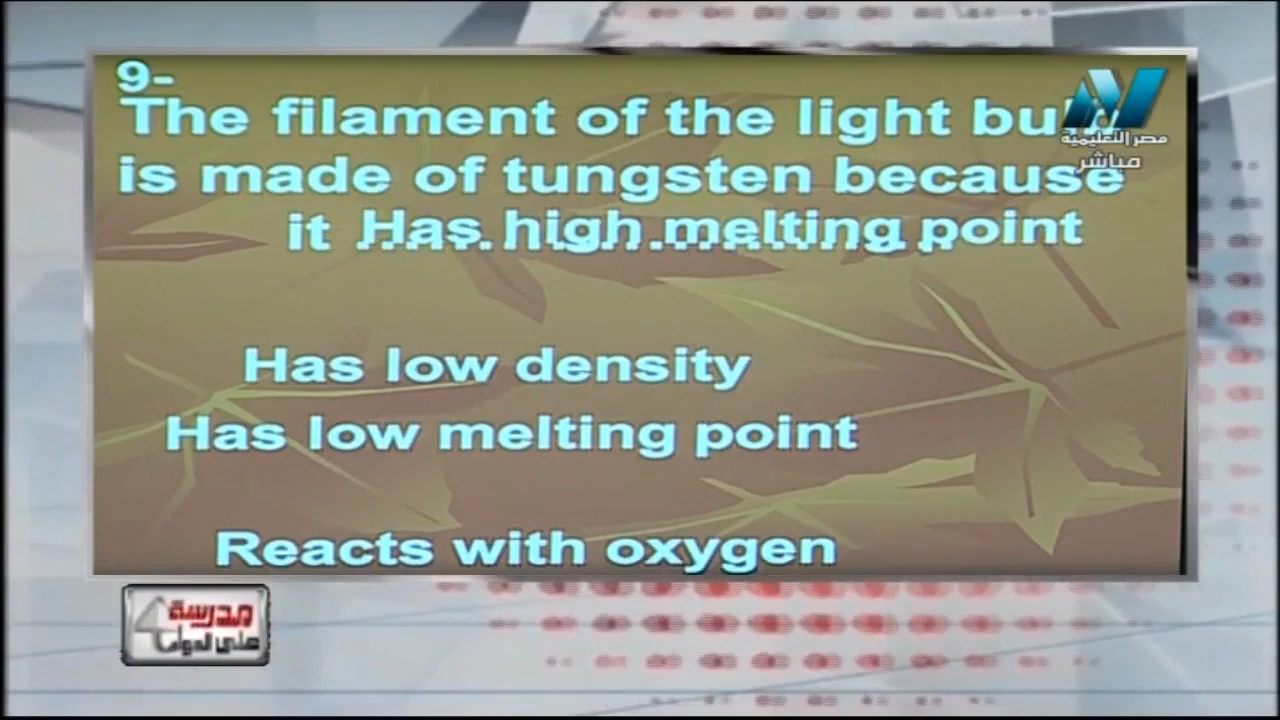 9-
The filament of the light bulb
is made of tungsten because
it Has high melting point
Has low density
Has low melting point
Reacts with oxygen
مصر التعليمية
مباشر
مدرسة
على الهواء